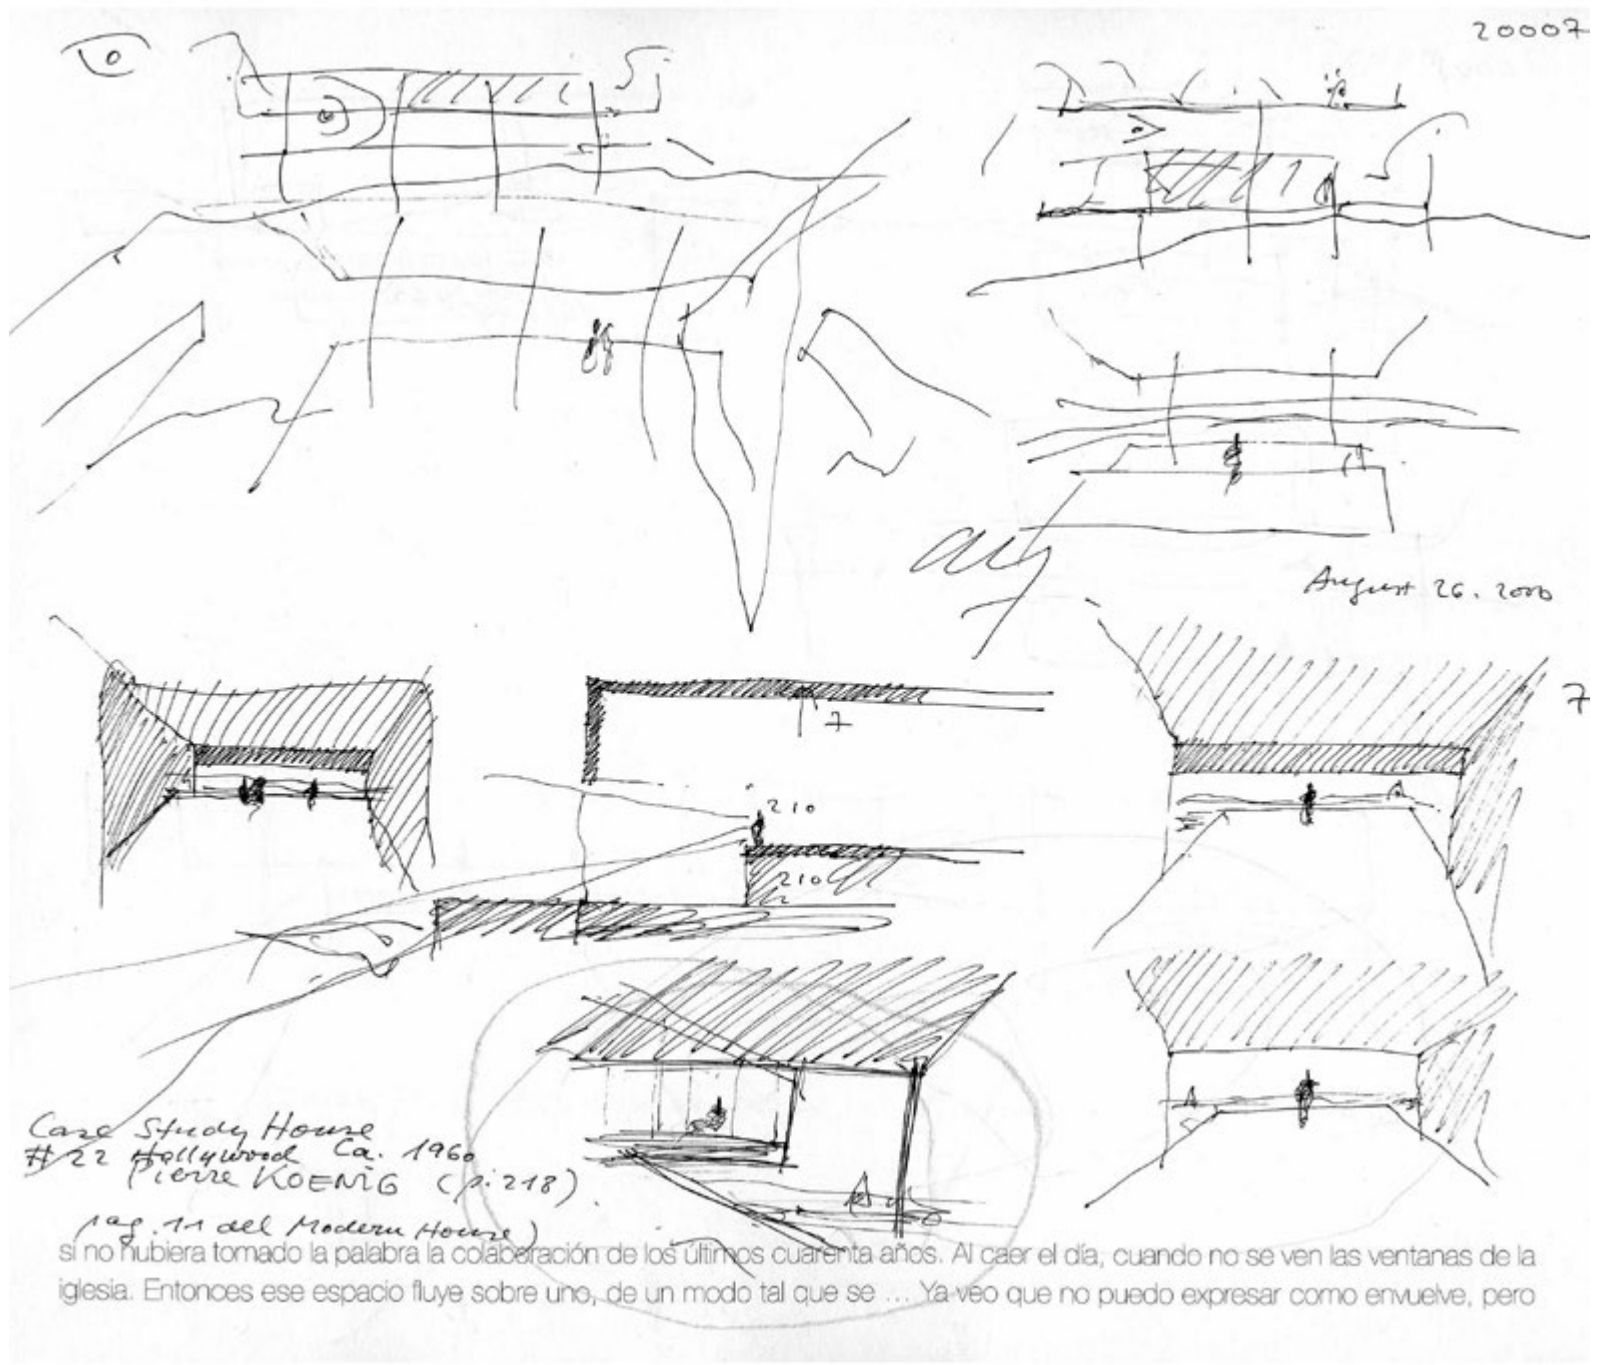 20007
August 26. 2000
7
7
210
210
Case Study House
# 22 Hollywood Ca. 1960
Pierre KOENIG (p. 218)
pag. 11 del Modern House)
si no hubiera tomado la palabra la colaboración de los últimos cuarenta años. Al caer el día, cuando no se ven las ventanas de la
iglesia. Entonces ese espacio fluye sobre uno, de un modo tal que se ... Ya veo que no puedo expresar como envuelve, pero